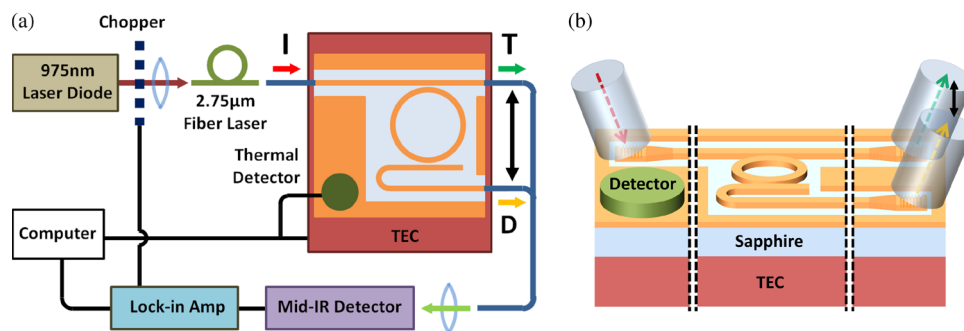 (a)
Chopper
975nm
Laser Diode
2.75μm
Fiber Laser
I
T
Thermal
Detector
D
TEC
Computer
Lock-in Amp
Mid-IR Detector
(b)
Detector
Sapphire
TEC